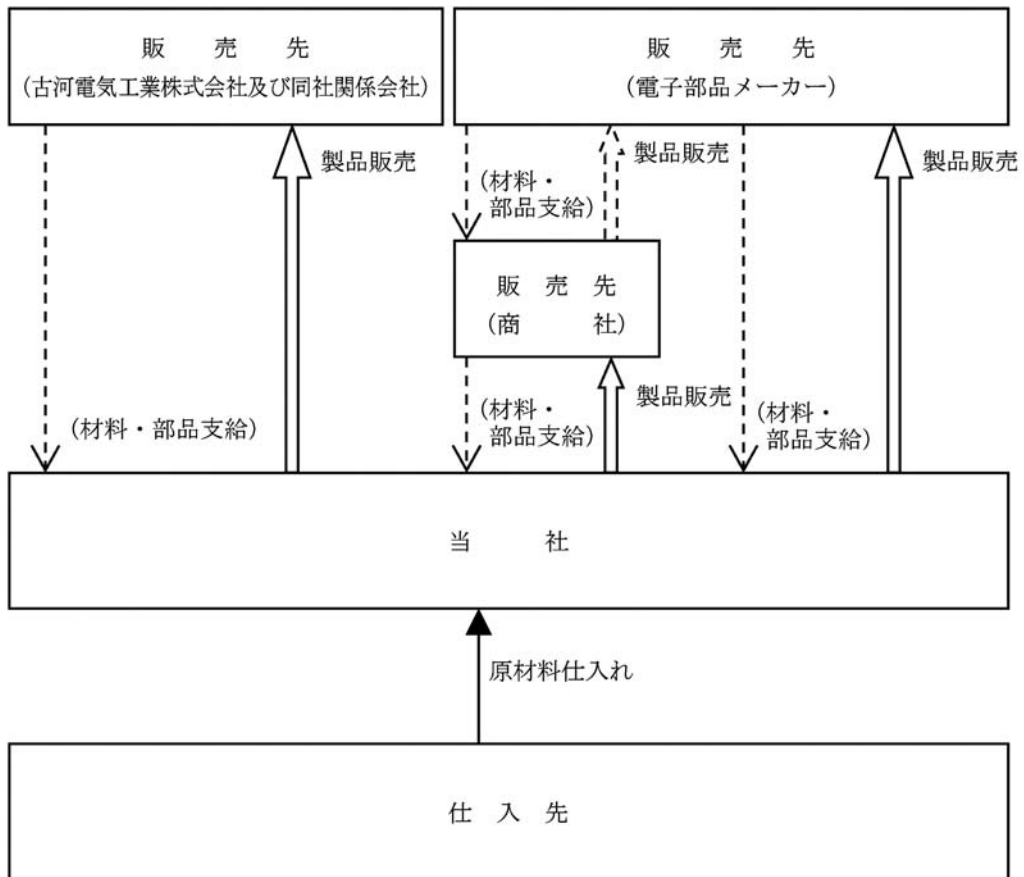 販　売　先
(古河電気工業株式会社及び同社関係会社)
販　売　先
(電子部品メーカー)
製品販売
(材料・
部品支給)
製品販売
製品販売
販　売　先
(商　　社)
(材料・部品支給)
(材料・
部品支給)
製品販売
(材料・
部品支給)
当　　社
原材料仕入れ
仕　入　先